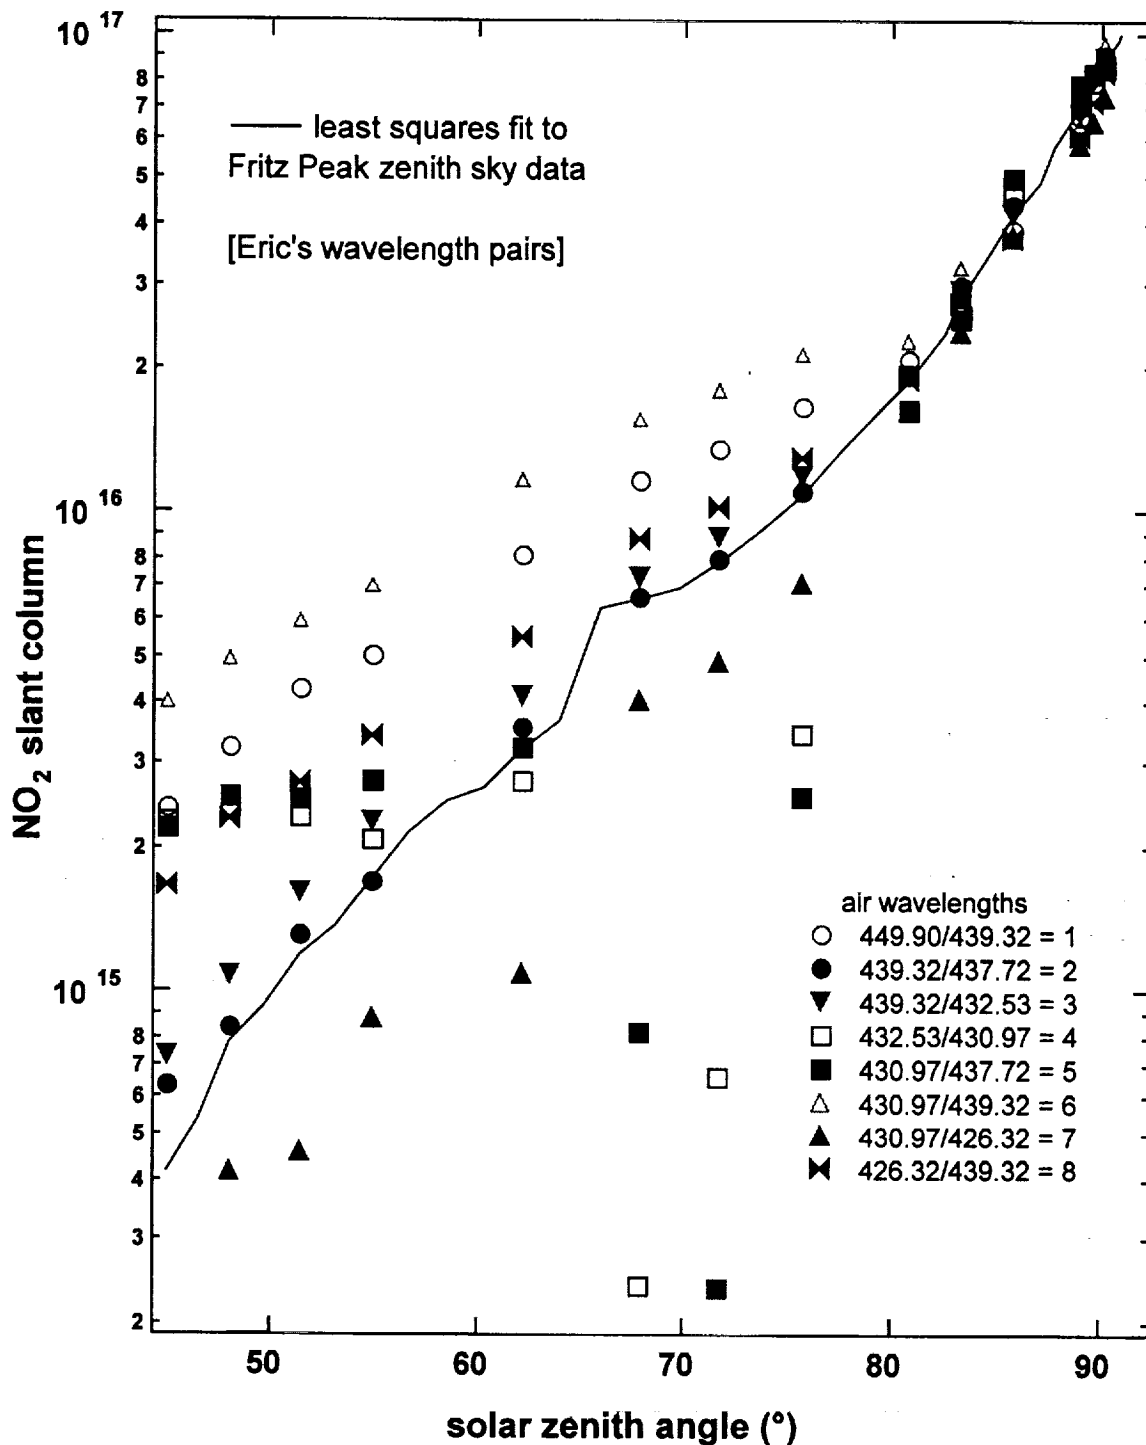 10 17
8
7
6
5
4
3
2
10 16
8
7
6
5
4
3
2
10 15
8
7
6
5
4
3
2
NO2 slant column
least squares fit to
Fritz Peak zenith sky data
[Eric's wavelength pairs]
air wavelengths
449.90/439.32 = 1
439.32/437.72 = 2
439.32/432.53 = 3
432.53/430.97 = 4
430.97/437.72 = 5
430.97/439.32 = 6
430.97/426.32 = 7
426.32/439.32 = 8
50 60 70 80 90
solar zenith angle (°)